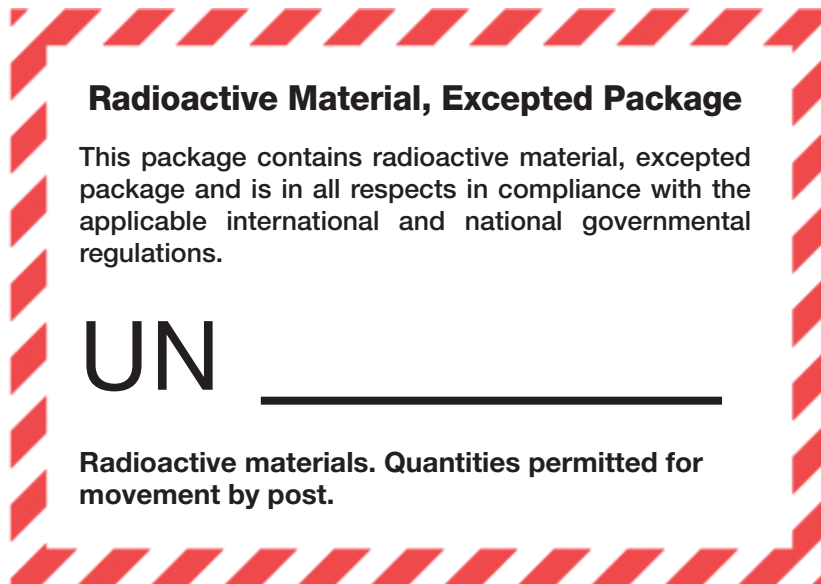 Radioactive Material, Excepted Package
This package contains radioactive material, excepted
package and is in all respects in compliance with the
applicable international and national governmental
regulations.
UN
Radioactive materials. Quantities permitted for
movement by post.